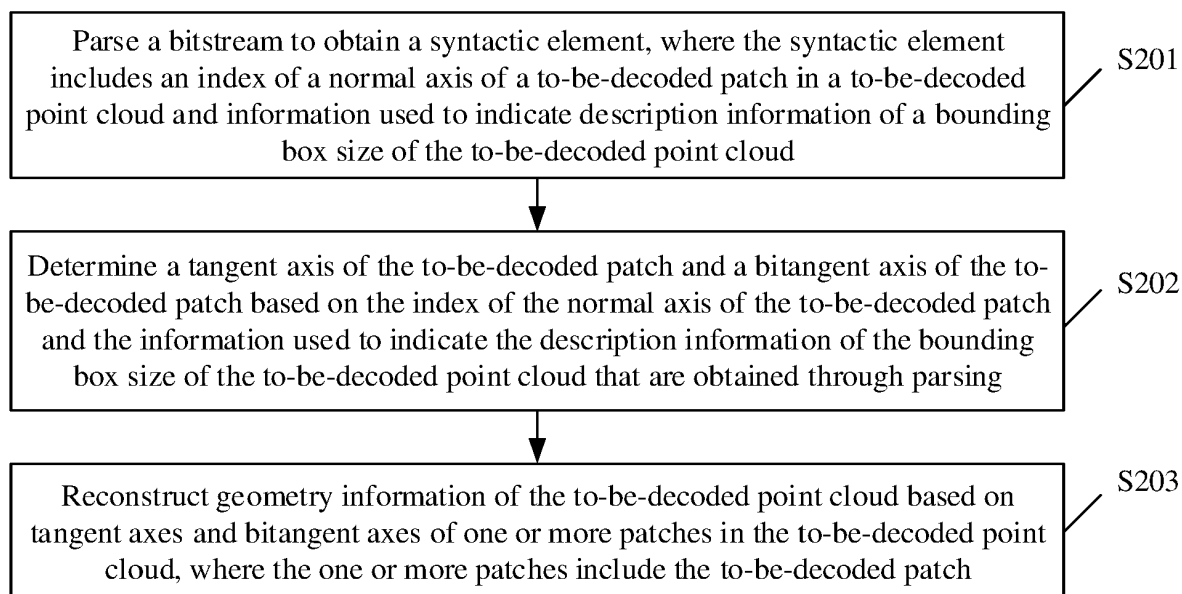 Parse a bitstream to obtain a syntactic element, where the syntactic element
includes an index of a normal axis of a to-be-decoded patch in a to-be-decoded
point cloud and information used to indicate description information of a bounding
box size of the to-be-decoded point cloud
S201
Determine a tangent axis of the to-be-decoded patch and a bitangent axis of the to-
be-decoded patch based on the index of the normal axis of the to-be-decoded patch
and the information used to indicate the description information of the bounding
box size of the to-be-decoded point cloud that are obtained through parsing
S202
Reconstruct geometry information of the to-be-decoded point cloud based on
tangent axes and bitangent axes of one or more patches in the to-be-decoded point
cloud, where the one or more patches include the to-be-decoded patch
S203